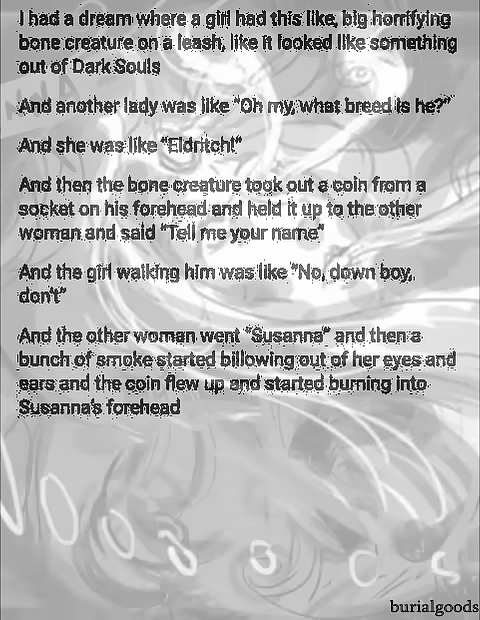 I had a dream where a girl had this like, big horrifying
bone creature on a leash, like it looked like something
out of Dark Souls
And another lady was like "Oh my, what breed is he?"
And she was like "Eldritch!"
And then the bone creature took out a coin from a
socket on his forehead and held it up to the other
woman and said "Tell me your name"
And the girl walking him was like "No, down boy,
don't"
And the other woman went "Susanna" and then a
bunch of smoke started billowing out of her eyes and
ears and the coin flew up and started burning into
Susanna's forehead
burialgoods